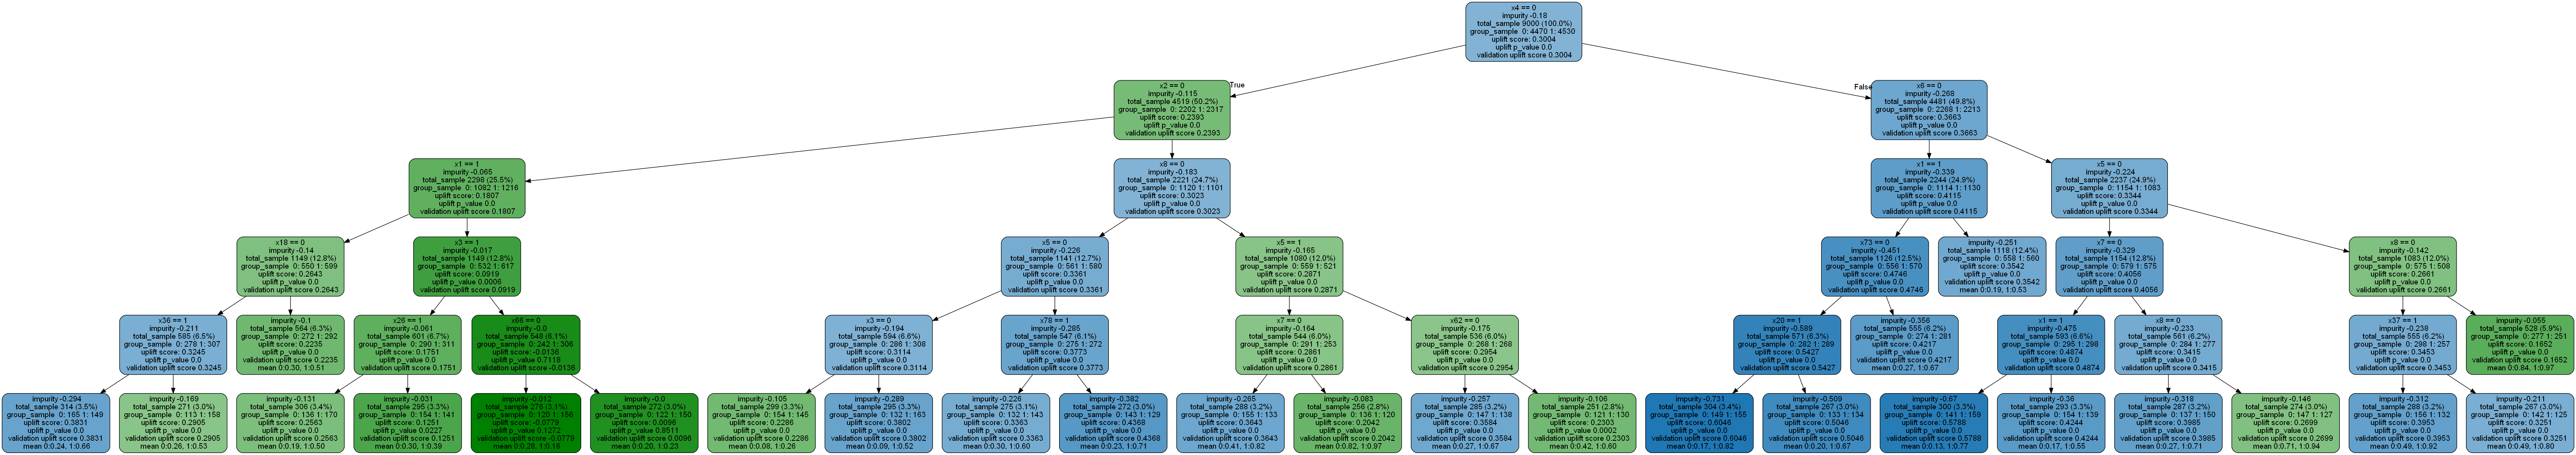 x4 == 0
impurity -0.18
total_sample 9000 (100.0%)
group_sample 0: 4470 1: 4530
uplift score: 0.3004
uplift p_value 0.0
validation uplift score 0.3004
True
False
x2 == 0
impurity -0.115
total_sample 4519 (50.2%)
group_sample 0: 2202 1: 2317
uplift score: 0.2393
uplift p_value 0.0
validation uplift score 0.2393
x6 == 0
impurity -0.268
total_sample 4481 (49.8%)
group_sample 0: 2268 1: 2213
uplift score: 0.3663
uplift p_value 0.0
validation uplift score 0.3663
x1 == 1
impurity -0.065
total_sample 2298 (25.5%)
group_sample 0: 1082 1: 1216
uplift score: 0.1807
uplift p_value 0.0
validation uplift score 0.1807
x8 == 0
impurity -0.183
total_sample 2221 (24.7%)
group_sample 0: 1120 1: 1101
uplift score: 0.3023
uplift p_value 0.0
validation uplift score 0.3023
x1 == 1
impurity -0.339
total_sample 2244 (24.9%)
group_sample 0: 1114 1: 1130
uplift score: 0.4115
uplift p_value 0.0
validation uplift score 0.4115
x5 == 0
impurity -0.224
total_sample 2237 (24.9%)
group_sample 0: 1154 1: 1083
uplift score: 0.3344
uplift p_value 0.0
validation uplift score 0.3344
x18 == 0
impurity -0.14
total_sample 1149 (12.8%)
group_sample 0: 550 1: 599
uplift score: 0.2643
uplift p_value 0.0
validation uplift score 0.2643
x3 == 1
impurity -0.017
total_sample 1149 (12.8%)
group_sample 0: 532 1: 617
uplift score: 0.0919
uplift p_value 0.0006
validation uplift score 0.0919
x5 == 0
impurity -0.226
total_sample 1141 (12.7%)
group_sample 0: 561 1: 580
uplift score: 0.3361
uplift p_value 0.0
validation uplift score 0.3361
x5 == 1
impurity -0.165
total_sample 1080 (12.0%)
group_sample 0: 559 1: 521
uplift score: 0.2871
uplift p_value 0.0
validation uplift score 0.2871
x73 == 0
impurity -0.451
total_sample 1126 (12.5%)
group_sample 0: 556 1: 570
uplift score: 0.4746
uplift p_value 0.0
validation uplift score 0.4746
impurity -0.251
total_sample 1118 (12.4%)
group_sample 0: 558 1: 560
uplift score: 0.3542
uplift p_value 0.0
validation uplift score 0.3542
mean 0:0.19, 1:0.53
x7 == 0
impurity -0.329
total_sample 1154 (12.8%)
group_sample 0: 579 1: 575
uplift score: 0.4056
uplift p_value 0.0
validation uplift score 0.4056
x8 == 0
impurity -0.142
total_sample 1083 (12.0%)
group_sample 0: 575 1: 508
uplift score: 0.2661
uplift p_value 0.0
validation uplift score 0.2661
x36 == 1
impurity -0.211
total_sample 585 (6.5%)
group_sample 0: 278 1: 307
uplift score: 0.3245
uplift p_value 0.0
validation uplift score 0.3245
impurity -0.1
total_sample 564 (6.3%)
group_sample 0: 272 1: 292
uplift score: 0.2235
uplift p_value 0.0
validation uplift score 0.2235
mean 0:0.30, 1:0.51
x26 == 1
impurity -0.061
total_sample 601 (6.7%)
group_sample 0: 290 1: 311
uplift score: 0.1751
uplift p_value 0.0
validation uplift score 0.1751
x66 == 0
impurity -0.0
total_sample 548 (6.1%)
group_sample 0: 242 1: 306
uplift score: -0.0136
uplift p_value 0.7118
validation uplift score -0.0136
x3 == 0
impurity -0.194
total_sample 594 (6.6%)
group_sample 0: 286 1: 308
uplift score: 0.3114
uplift p_value 0.0
validation uplift score 0.3114
x78 == 1
impurity -0.285
total_sample 547 (6.1%)
group_sample 0: 275 1: 272
uplift score: 0.3773
uplift p_value 0.0
validation uplift score 0.3773
x7 == 0
impurity -0.164
total_sample 544 (6.0%)
group_sample 0: 291 1: 253
uplift score: 0.2861
uplift p_value 0.0
validation uplift score 0.2861
x62 == 0
impurity -0.175
total_sample 536 (6.0%)
group_sample 0: 268 1: 268
uplift score: 0.2954
uplift p_value 0.0
validation uplift score 0.2954
x20 == 1
impurity -0.589
total_sample 571 (6.3%)
group_sample 0: 282 1: 289
uplift score: 0.5427
uplift p_value 0.0
validation uplift score 0.5427
impurity -0.356
total_sample 555 (6.2%)
group_sample 0: 274 1: 281
uplift score: 0.4217
uplift p_value 0.0
validation uplift score 0.4217
mean 0:0.27, 1:0.67
x1 == 1
impurity -0.475
total_sample 593 (6.6%)
group_sample 0: 295 1: 298
uplift score: 0.4874
uplift p_value 0.0
validation uplift score 0.4874
x8 == 0
impurity -0.233
total_sample 561 (6.2%)
group_sample 0: 284 1: 277
uplift score: 0.3415
uplift p_value 0.0
validation uplift score 0.3415
x37 == 1
impurity -0.238
total_sample 555 (6.2%)
group_sample 0: 298 1: 257
uplift score: 0.3453
uplift p_value 0.0
validation uplift score 0.3453
impurity -0.055
total_sample 528 (5.9%)
group_sample 0: 277 1: 251
uplift score: 0.1652
uplift p_value 0.0
validation uplift score 0.1652
mean 0:0.84, 1:0.97
impurity -0.294
total_sample 314 (3.5%)
group_sample 0: 165 1: 149
uplift score: 0.3831
uplift p_value 0.0
validation uplift score 0.3831
mean 0:0.24, 1:0.66
impurity -0.169
total_sample 271 (3.0%)
group_sample 0: 113 1: 158
uplift score: 0.2905
uplift p_value 0.0
validation uplift score 0.2905
mean 0:0.26, 1:0.53
impurity -0.131
total_sample 306 (3.4%)
group_sample 0: 136 1: 170
uplift score: 0.2563
uplift p_value 0.0
validation uplift score 0.2563
mean 0:0.19, 1:0.50
impurity -0.031
total_sample 295 (3.3%)
group_sample 0: 154 1: 141
uplift score: 0.1251
uplift p_value 0.0227
validation uplift score 0.1251
mean 0:0.30, 1:0.39
impurity -0.012
total_sample 276 (3.1%)
group_sample 0: 120 1: 156
uplift score: -0.0779
uplift p_value 0.1272
validation uplift score -0.0779
mean 0:0.28, 1:0.16
impurity -0.0
total_sample 272 (3.0%)
group_sample 0: 122 1: 150
uplift score: 0.0096
uplift p_value 0.8511
validation uplift score 0.0096
mean 0:0.20, 1:0.23
impurity -0.105
total_sample 299 (3.3%)
group_sample 0: 154 1: 145
uplift score: 0.2286
uplift p_value 0.0
validation uplift score 0.2286
mean 0:0.08, 1:0.26
impurity -0.289
total_sample 295 (3.3%)
group_sample 0: 132 1: 163
uplift score: 0.3802
uplift p_value 0.0
validation uplift score 0.3802
mean 0:0.09, 1:0.52
impurity -0.226
total_sample 275 (3.1%)
group_sample 0: 132 1: 143
uplift score: 0.3363
uplift p_value 0.0
validation uplift score 0.3363
mean 0:0.30, 1:0.60
impurity -0.382
total_sample 272 (3.0%)
group_sample 0: 143 1: 129
uplift score: 0.4368
uplift p_value 0.0
validation uplift score 0.4368
mean 0:0.23, 1:0.71
impurity -0.265
total_sample 288 (3.2%)
group_sample 0: 155 1: 133
uplift score: 0.3643
uplift p_value 0.0
validation uplift score 0.3643
mean 0:0.41, 1:0.82
impurity -0.083
total_sample 256 (2.8%)
group_sample 0: 136 1: 120
uplift score: 0.2042
uplift p_value 0.0
validation uplift score 0.2042
mean 0:0.82, 1:0.97
impurity -0.257
total_sample 285 (3.2%)
group_sample 0: 147 1: 138
uplift score: 0.3584
uplift p_value 0.0
validation uplift score 0.3584
mean 0:0.27, 1:0.67
impurity -0.106
total_sample 251 (2.8%)
group_sample 0: 121 1: 130
uplift score: 0.2303
uplift p_value 0.0002
validation uplift score 0.2303
mean 0:0.42, 1:0.60
impurity -0.731
total_sample 304 (3.4%)
group_sample 0: 149 1: 155
uplift score: 0.6046
uplift p_value 0.0
validation uplift score 0.6046
mean 0:0.17, 1:0.82
impurity -0.509
total_sample 267 (3.0%)
group_sample 0: 133 1: 134
uplift score: 0.5046
uplift p_value 0.0
validation uplift score 0.5046
mean 0:0.20, 1:0.67
impurity -0.67
total_sample 300 (3.3%)
group_sample 0: 141 1: 159
uplift score: 0.5788
uplift p_value 0.0
validation uplift score 0.5788
mean 0:0.13, 1:0.77
impurity -0.36
total_sample 293 (3.3%)
group_sample 0: 154 1: 139
uplift score: 0.4244
uplift p_value 0.0
validation uplift score 0.4244
mean 0:0.17, 1:0.55
impurity -0.318
total_sample 287 (3.2%)
group_sample 0: 137 1: 150
uplift score: 0.3985
uplift p_value 0.0
validation uplift score 0.3985
mean 0:0.27, 1:0.71
impurity -0.146
total_sample 274 (3.0%)
group_sample 0: 147 1: 127
uplift score: 0.2699
uplift p_value 0.0
validation uplift score 0.2699
mean 0:0.71, 1:0.94
impurity -0.312
total_sample 288 (3.2%)
group_sample 0: 156 1: 132
uplift score: 0.3953
uplift p_value 0.0
validation uplift score 0.3953
mean 0:0.49, 1:0.92
impurity -0.211
total_sample 267 (3.0%)
group_sample 0: 142 1: 125
uplift score: 0.3251
uplift p_value 0.0
validation uplift score 0.3251
mean 0:0.49, 1:0.80